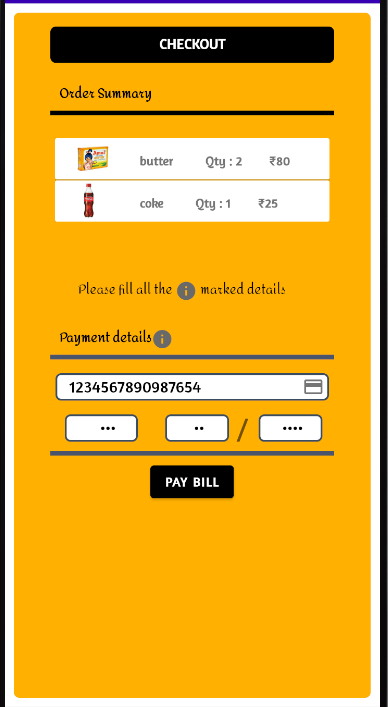 CHECKOUT
Order Summary
butter Qty : 2 ₹80
coke Qty : 1 ₹25
Please fill all the i marked details
Payment details i
1234567890987654
••• •• / ••••
PAY BILL